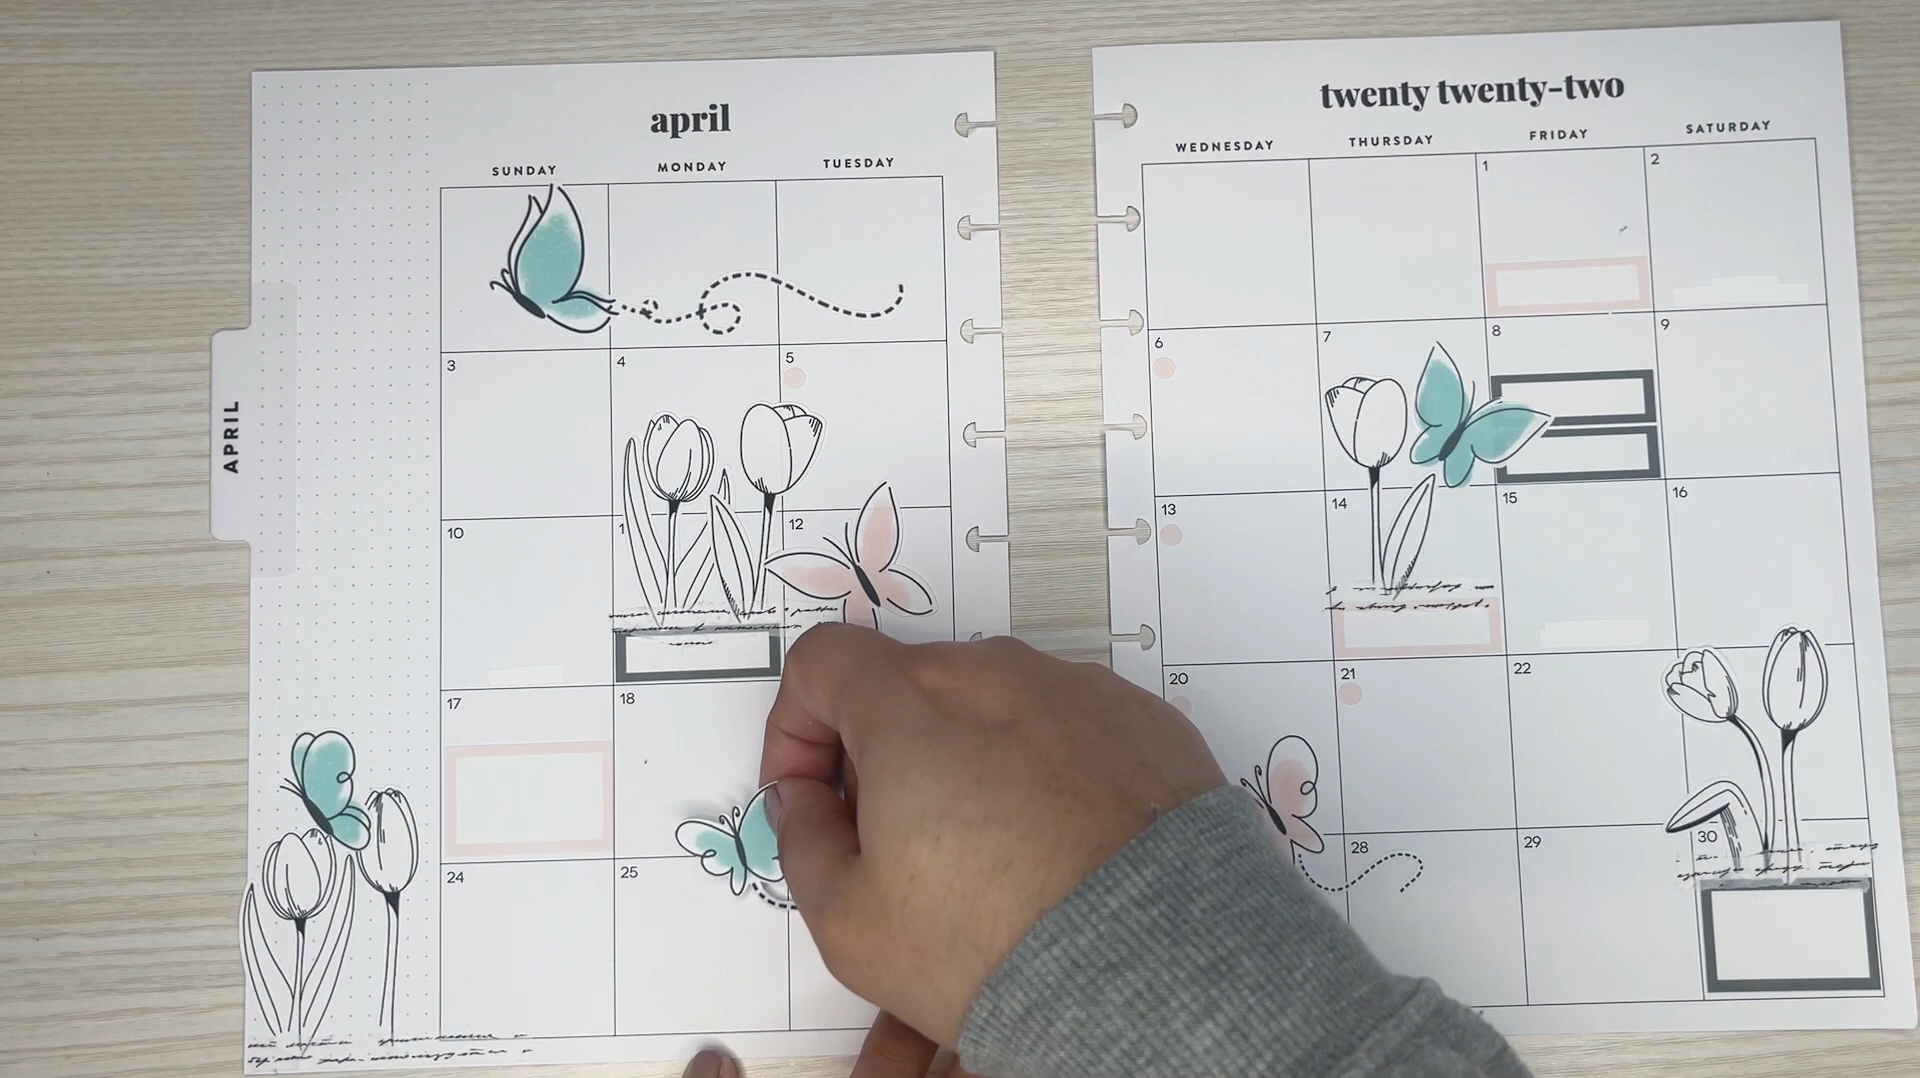 april
SUNDAY MONDAY TUESDAY
3 4 5
10 1 12
17 18
24 25
APRIL
twenty twenty-two
WEDNESDAY THURSDAY FRIDAY SATURDAY
1 2
6 7 8 9
13 14 15 16
20 21 22
28 29 30